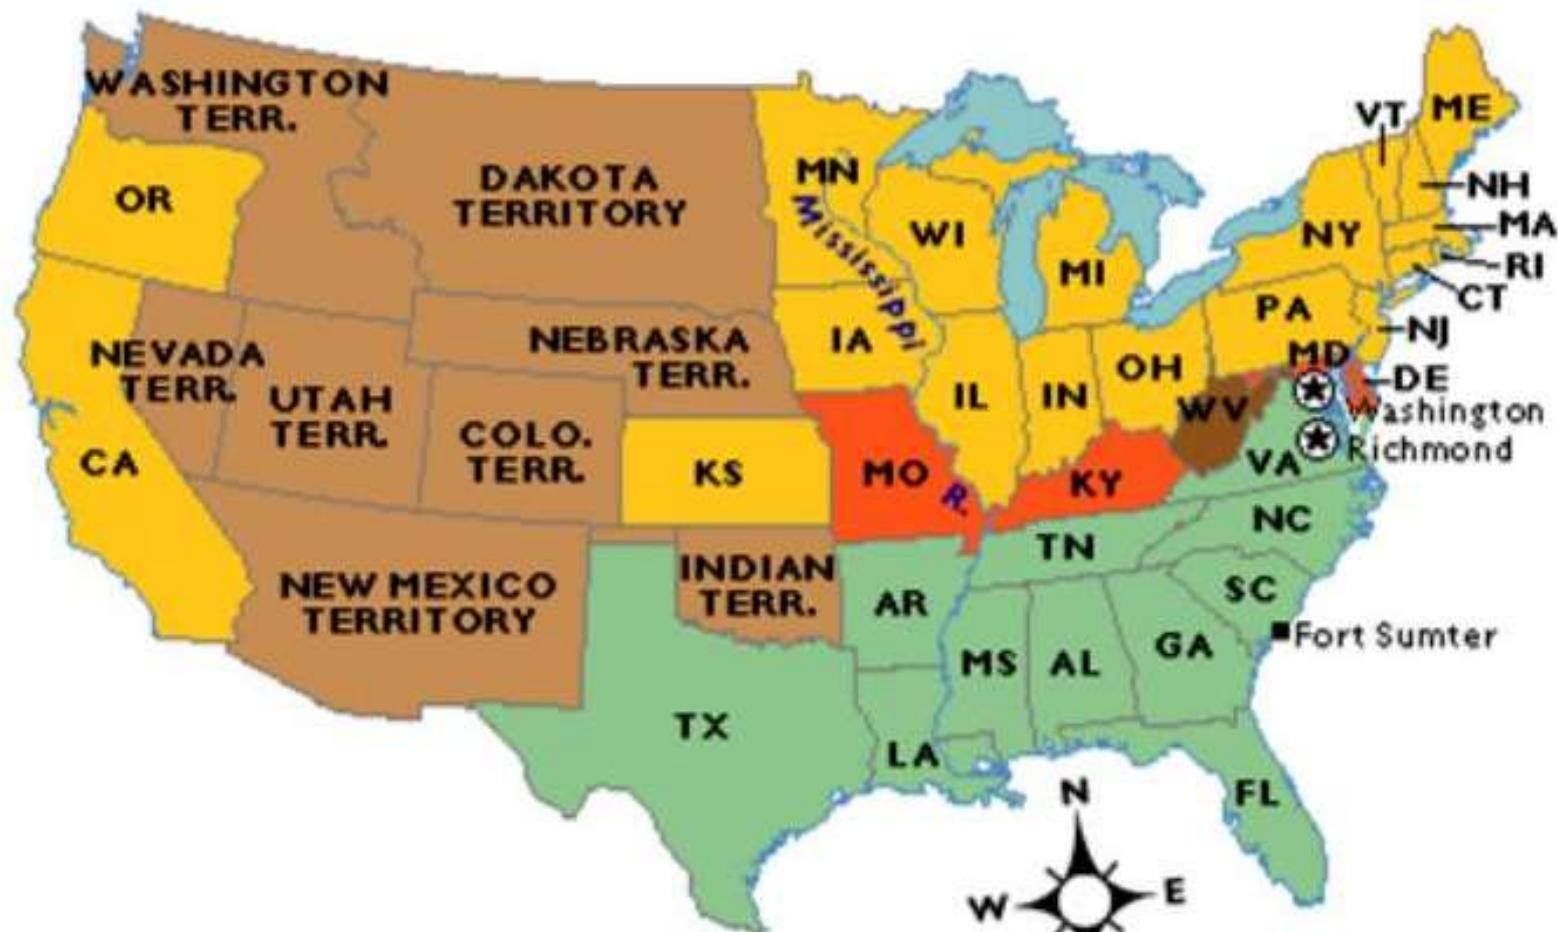 WASHINGTON
TERR.
OR
DAKOTA
TERRITORY
MN
Mississippi
R.
WI
MI
VT
ME
NH
MA
RI
CT
NY
PA
NJ
MD
DE
Washington
Richmond
NEVADA
TERR.
UTAH
TERR.
NEBRASKA
TERR.
IA
IL
IN
OH
WV
VA
CA
COLO.
TERR.
KS
MO
KY
NC
TN
NEW MEXICO
TERRITORY
INDIAN
TERR.
AR
SC
Fort Sumter
MS
AL
GA
TX
LA
FL
N
W
E